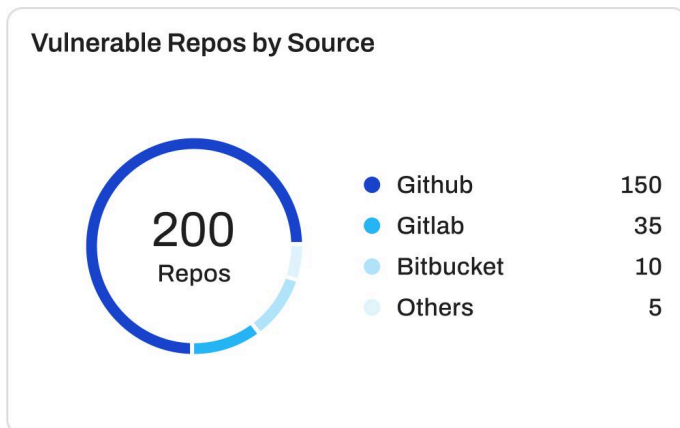 Vulnerable Repos by Source
200
Repos
Github 150
Gitlab 35
Bitbucket 10
Others 5